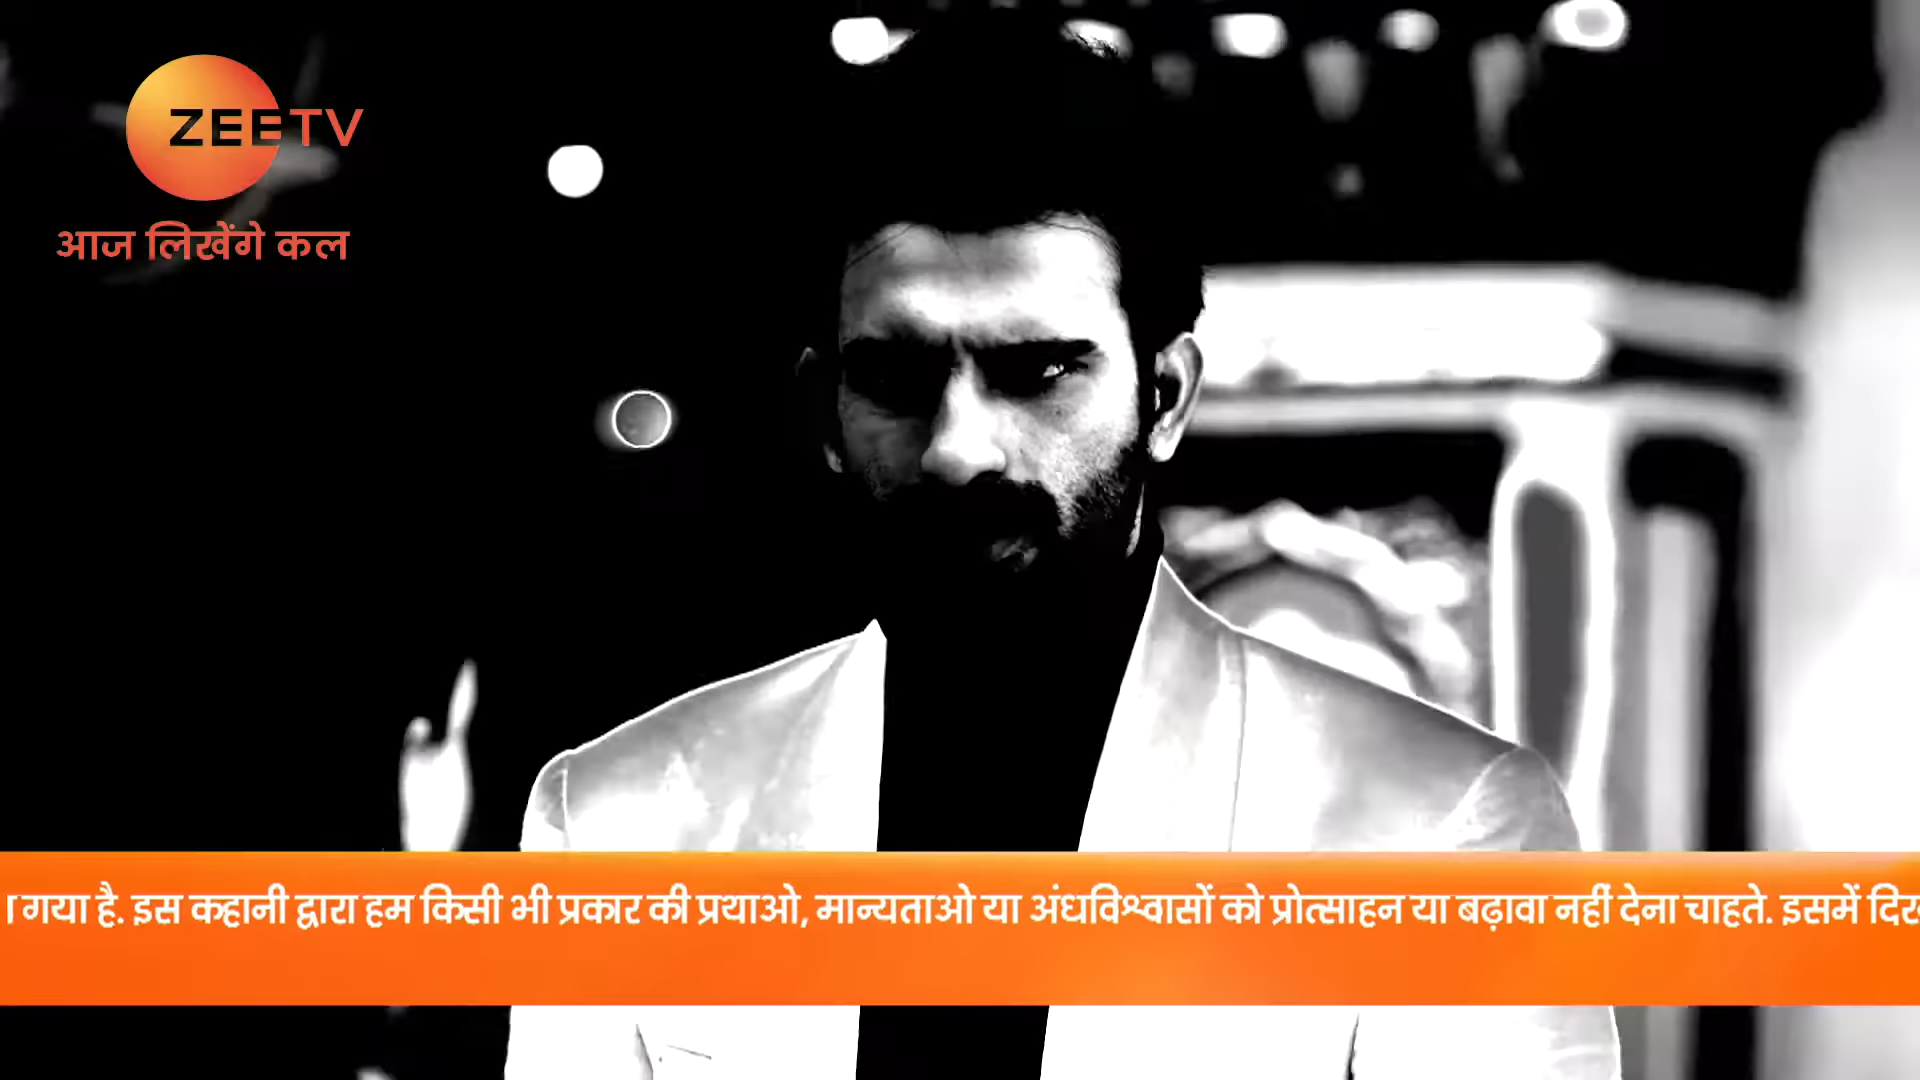 ZEETV
आज लिखेंगे कल
गया है. इस कहानी द्वारा हम किसी भी प्रकार की प्रथाओ, मान्यताओ या अंधविश्वासों को प्रोत्साहन या बढ़ावा नहीं देना चाहते. इसमें